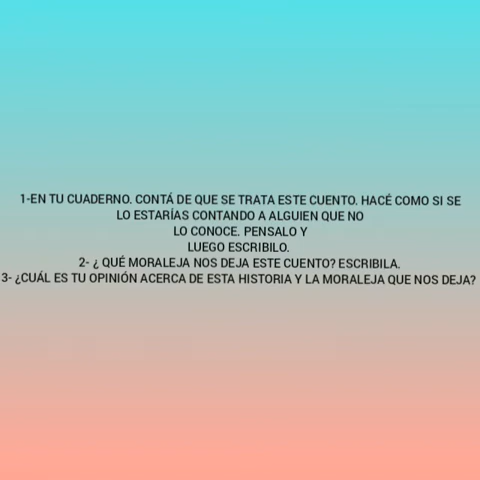 1-EN TU CUADERNO. CONTÁ DE QUE SE TRATA ESTE CUENTO. HACÉ COMO SI SE
LO ESTARÍAS CONTANDO A ALGUIEN QUE NO
LO CONOCE. PENSALO Y
LUEGO ESCRIBILO.
2- ¿ QUÉ MORALEJA NOS DEJA ESTE CUENTO? ESCRIBILA.
3- ¿CUÁL ES TU OPINIÓN ACERCA DE ESTA HISTORIA Y LA MORALEJA QUE NOS DEJA?